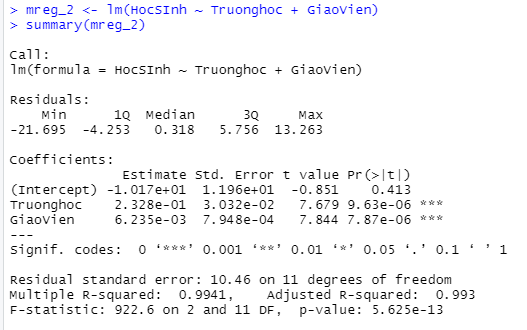 > mreg_2 <- lm(HocSInh ~ Truonghoc + GiaoVien)
> summary(mreg_2)
Call:
lm(formula = HocSInh ~ Truonghoc + GiaoVien)
Residuals:
Min 1Q Median 3Q Max
-21.695 -4.253 0.318 5.756 13.263
Coefficients:
Estimate Std. Error t value Pr(>|t|)
(Intercept) -1.017e+01 1.196e+01 -0.851 0.413
Truonghoc 2.328e-01 3.032e-02 7.679 9.63e-06 ***
GiaoVien 6.235e-03 7.948e-04 7.844 7.87e-06 ***
---
Signif. codes: 0 ‘***’ 0.001 ‘**’ 0.01 ‘*’ 0.05 ‘.’ 0.1 ‘ ’ 1
Residual standard error: 10.46 on 11 degrees of freedom
Multiple R-squared: 0.9941, Adjusted R-squared: 0.993
F-statistic: 922.6 on 2 and 11 DF, p-value: 5.625e-13